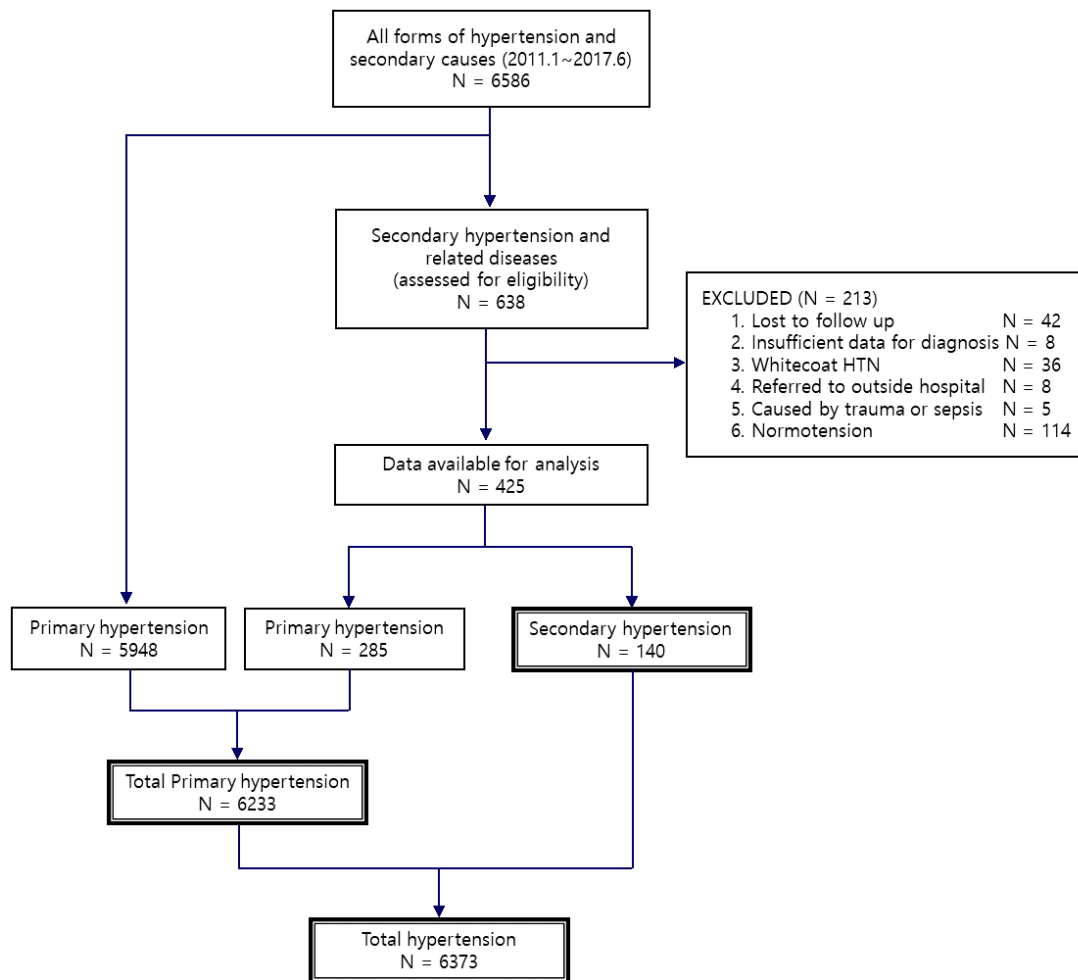 All forms of hypertension and
secondary causes (2011.1~2017.6)
N = 6586
Secondary hypertension and
related diseases
(assessed for eligibility)
N = 638
EXCLUDED (N = 213)
1. Lost to follow up N = 42
2. Insufficient data for diagnosis N = 8
3. Whitecoat HTN N = 36
4. Referred to outside hospital N = 8
5. Caused by trauma or sepsis N = 5
6. Normotension N = 114
Data available for analysis
N = 425
Primary hypertension
N = 5948
Primary hypertension
N = 285
Secondary hypertension
N = 140
Total Primary hypertension
N = 6233
Total hypertension
N = 6373